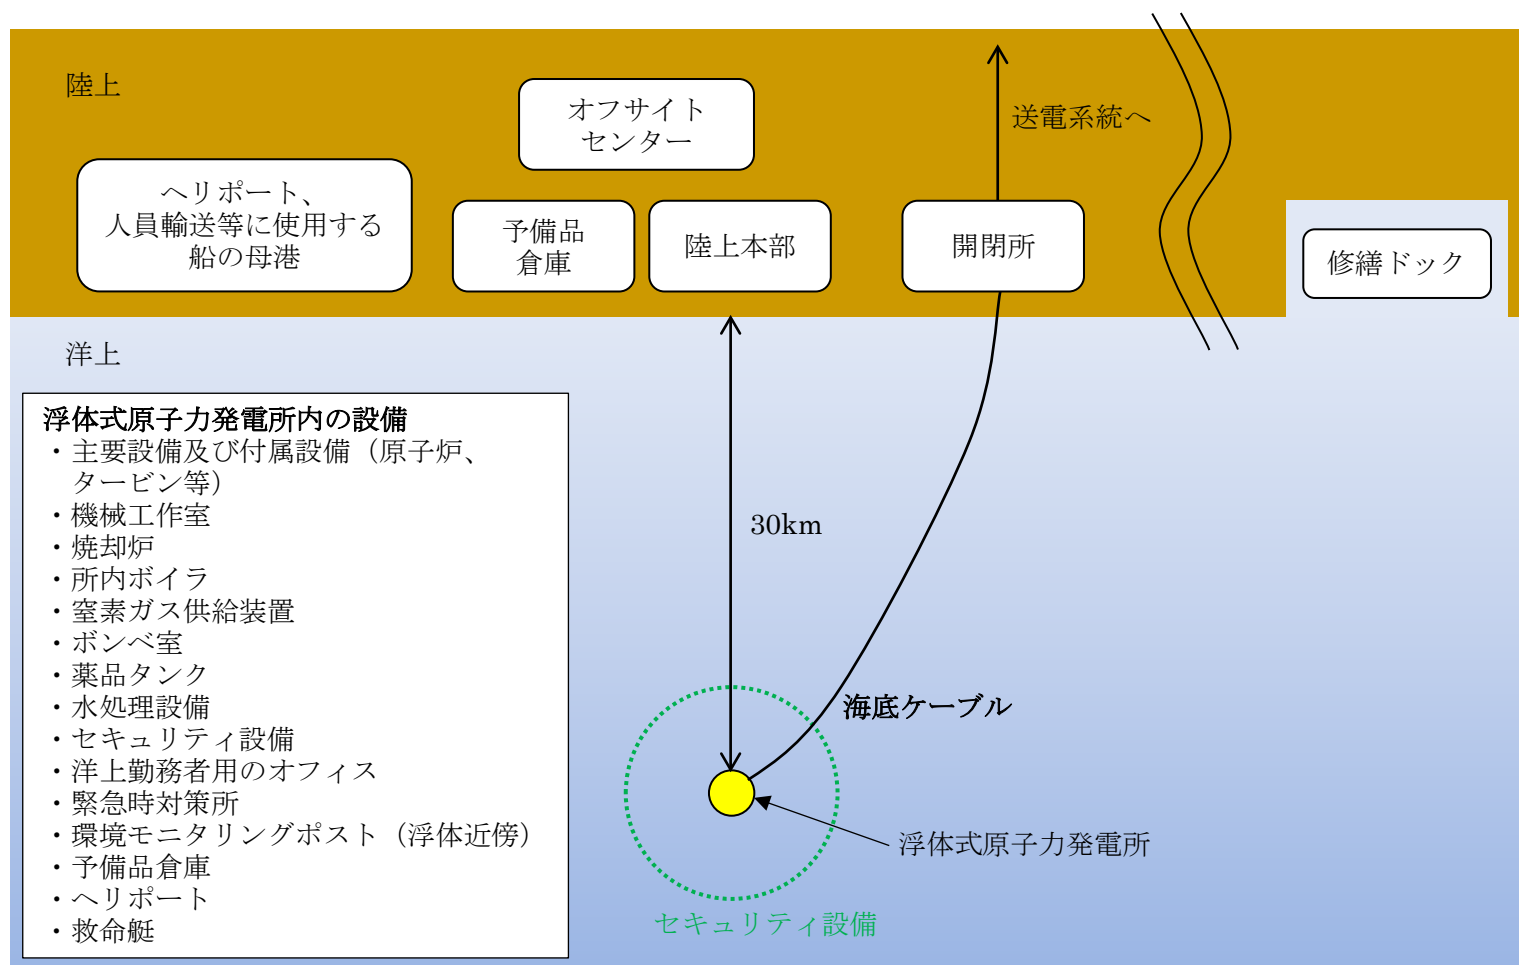 陸上
オフサイト
センター
送電系統へ
ヘリポート、
人員輸送等に使用する
船の母港
予備品
倉庫
陸上本部
開閉所
修繕ドック
洋上
浮体式原子力発電所内の設備
・主要設備及び付属設備（原子炉、
タービン等）
・機械工作室
・焼却炉
・所内ボイラ
・窒素ガス供給装置
・ボンベ室
・薬品タンク
・水処理設備
・セキュリティ設備
・洋上勤務者用のオフィス
・緊急時対策所
・環境モニタリングポスト（浮体近傍）
・予備品倉庫
・ヘリポート
・救命艇
30km
海底ケーブル
浮体式原子力発電所
セキュリティ設備